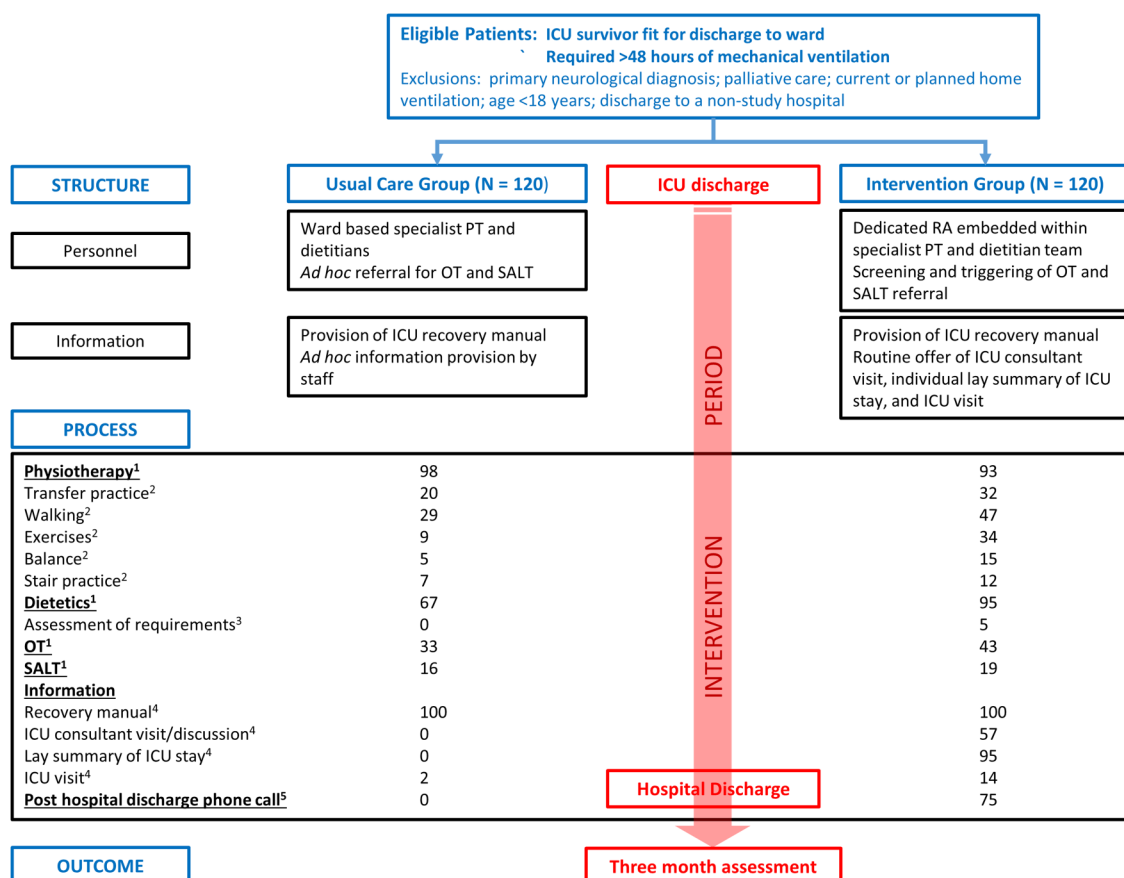 Eligible Patients: ICU survivor fit for discharge to ward
` Required >48 hours of mechanical ventilation
Exclusions: primary neurological diagnosis; palliative care; current or planned home
ventilation; age <18 years; discharge to a non-study hospital
STRUCTURE
Usual Care Group (N = 120)
ICU discharge
Intervention Group (N = 120)
Personnel
Ward based specialist PT and
dietitians
Ad hoc referral for OT and SALT
Dedicated RA embedded within
specialist PT and dietitian team
Screening and triggering of OT and
SALT referral
Information
Provision of ICU recovery manual
Ad hoc information provision by
staff
Provision of ICU recovery manual
Routine offer of ICU consultant
visit, individual lay summary of ICU
stay, and ICU visit
INTERVENTION PERIOD
PROCESS
Physiotherapy¹ 98 93
Transfer practice² 20 32
Walking² 29 47
Exercises² 9 34
Balance² 5 15
Stair practice² 7 12
Dietetics¹ 67 95
Assessment of requirements³ 0 5
OT¹ 33 43
SALT¹ 16 19
Information
Recovery manual⁴ 100 100
ICU consultant visit/discussion⁴ 0 57
Lay summary of ICU stay⁴ 0 95
ICU visit⁴ 2 14
Post hospital discharge phone call⁵ 0 75
Hospital Discharge
OUTCOME
Three month assessment